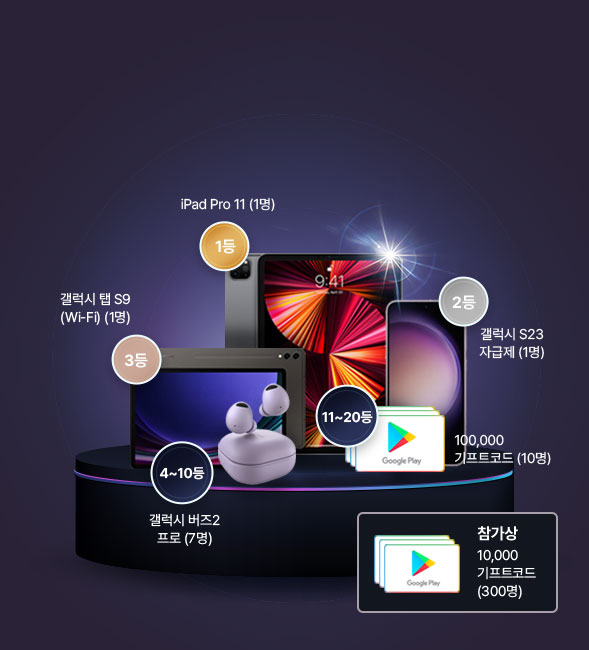 iPad Pro 11 (1명)
1등
9:41
갤럭시 탭 S9
(Wi-Fi) (1명)
3등
2등
갤럭시 S23
자급제 (1명)
11~20등
Google Play
100,000
기프트코드 (10명)
4~10등
갤럭시 버즈2
프로 (7명)
참가상
10,000
기프트코드
(300명)
Google Play